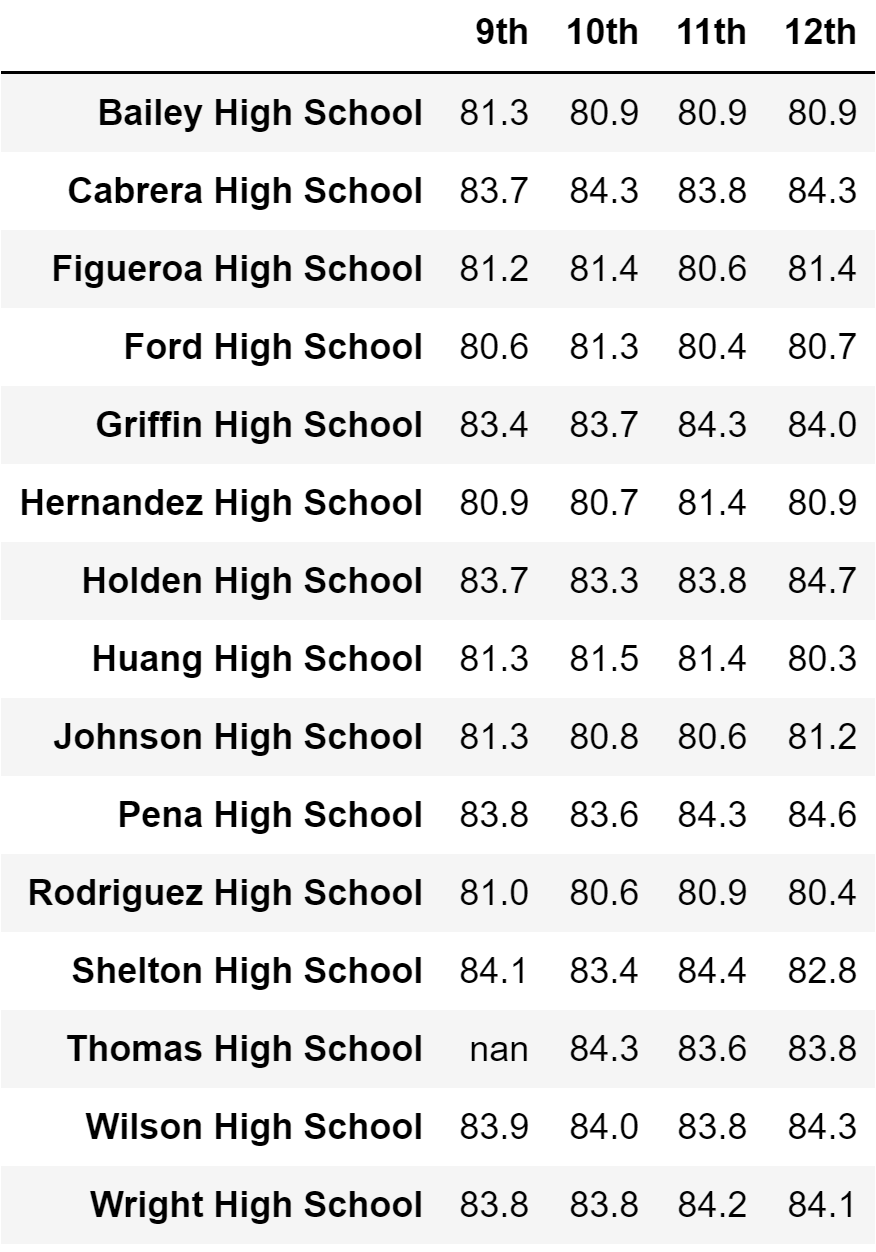 9th 10th 11th 12th
Bailey High School 81.3 80.9 80.9 80.9
Cabrera High School 83.7 84.3 83.8 84.3
Figueroa High School 81.2 81.4 80.6 81.4
Ford High School 80.6 81.3 80.4 80.7
Griffin High School 83.4 83.7 84.3 84.0
Hernandez High School 80.9 80.7 81.4 80.9
Holden High School 83.7 83.3 83.8 84.7
Huang High School 81.3 81.5 81.4 80.3
Johnson High School 81.3 80.8 80.6 81.2
Pena High School 83.8 83.6 84.3 84.6
Rodriguez High School 81.0 80.6 80.9 80.4
Shelton High School 84.1 83.4 84.4 82.8
Thomas High School nan 84.3 83.6 83.8
Wilson High School 83.9 84.0 83.8 84.3
Wright High School 83.8 83.8 84.2 84.1